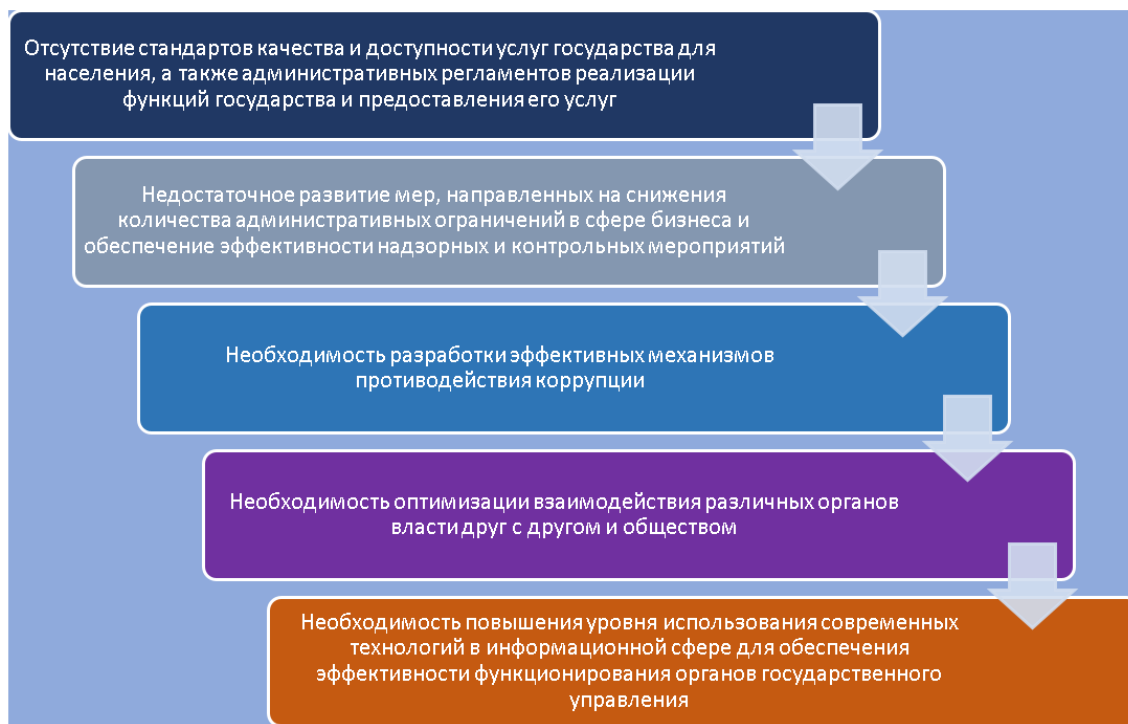 Отсутствие стандартов качества и доступности услуг государства для
населения, а также административных регламентов реализации
функций государства и предоставления его услуг
Недостаточное развитие мер, направленных на снижения
количества административных ограничений в сфере бизнеса и
обеспечение эффективности надзорных и контрольных мероприятий
Необходимость разработки эффективных механизмов
противодействия коррупции
Необходимость оптимизации взаимодействия различных органов
власти друг с другом и обществом
Необходимость повышения уровня использования современных
технологий в информационной сфере для обеспечения
эффективности функционирования органов государственного
управления